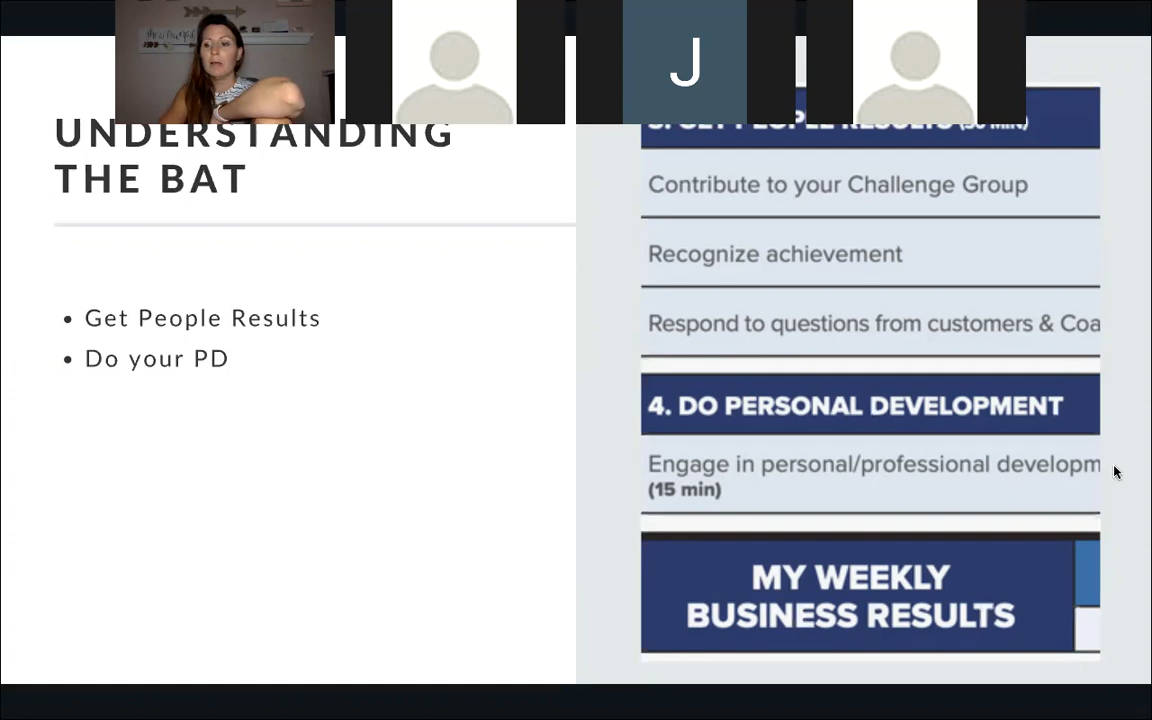 J
UNDERSTANDING
THE BAT
• Get People Results
• Do your PD
3. GET PEOPLE RESULTS (30 MIN)
Contribute to your Challenge Group
Recognize achievement
Respond to questions from customers & Coa
4. DO PERSONAL DEVELOPMENT
Engage in personal/professional developm
(15 min)
MY WEEKLY
BUSINESS RESULTS